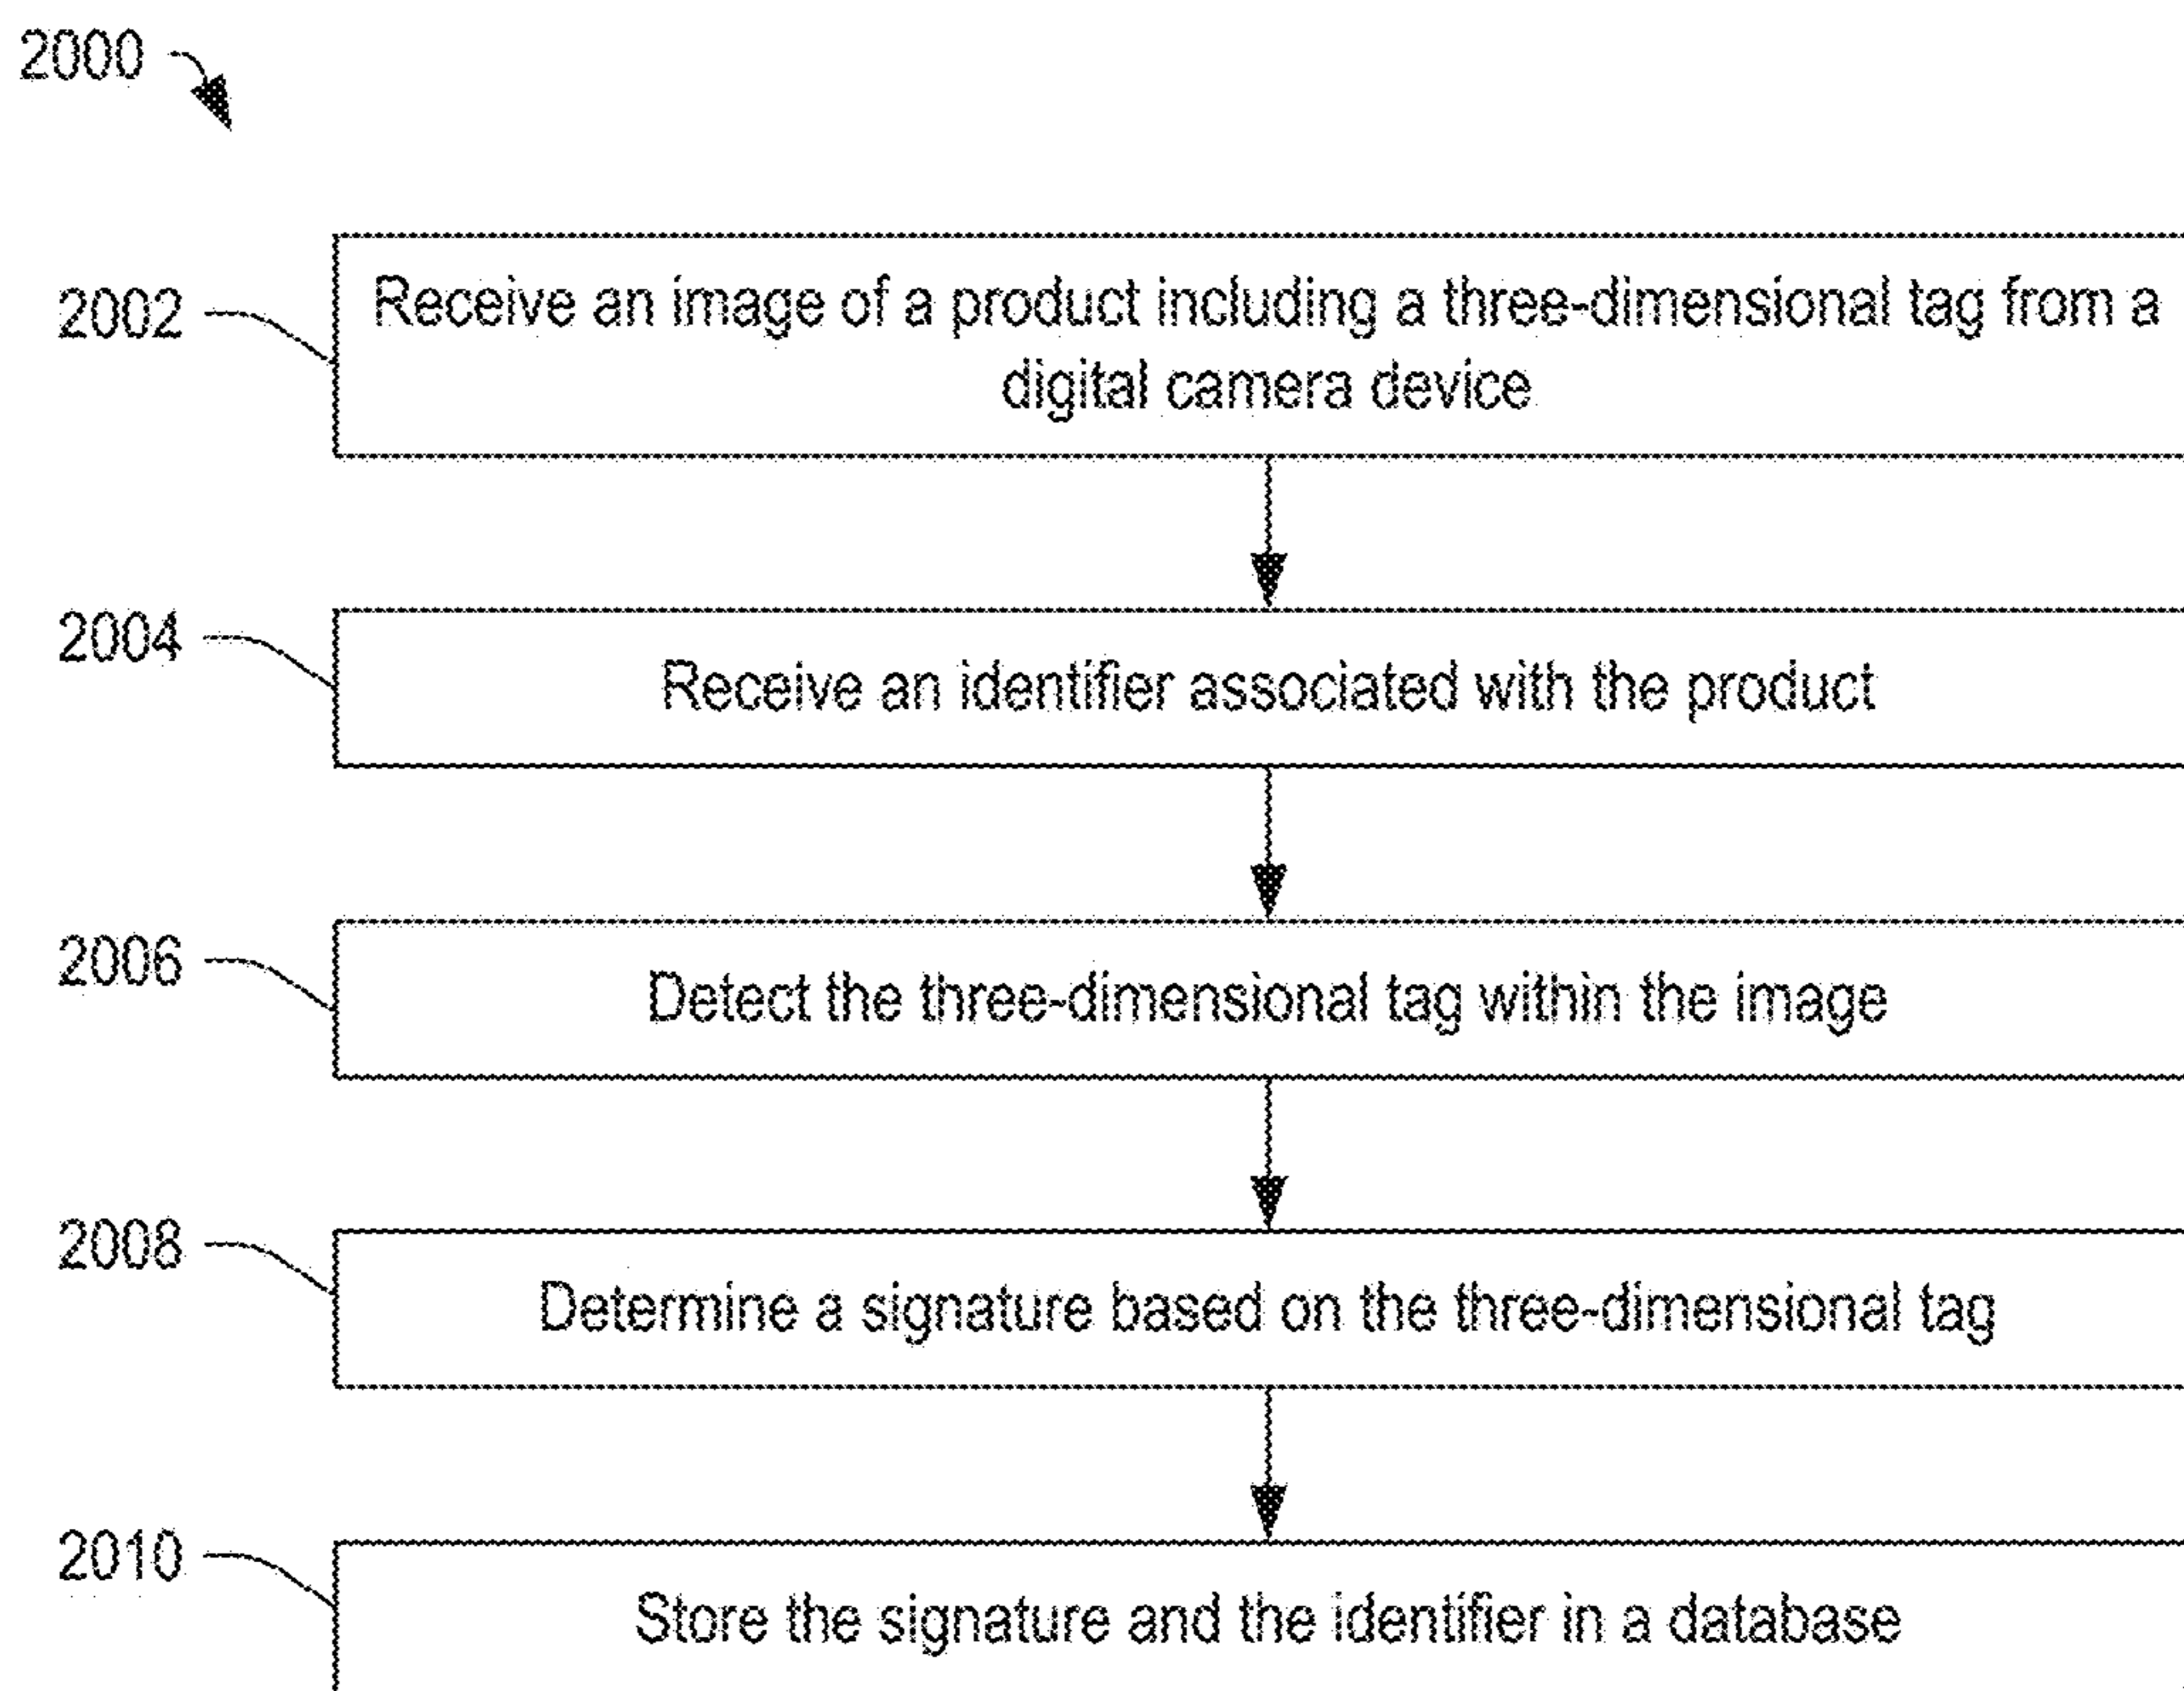 2000
2002
Receive an image of a product including a three-dimensional tag from a
digital camera device
2004
Receive an identifier associated with the product
2006
Detect the three-dimensional tag within the image
2008
Determine a signature based on the three-dimensional tag
2010
Store the signature and the identifier in a database